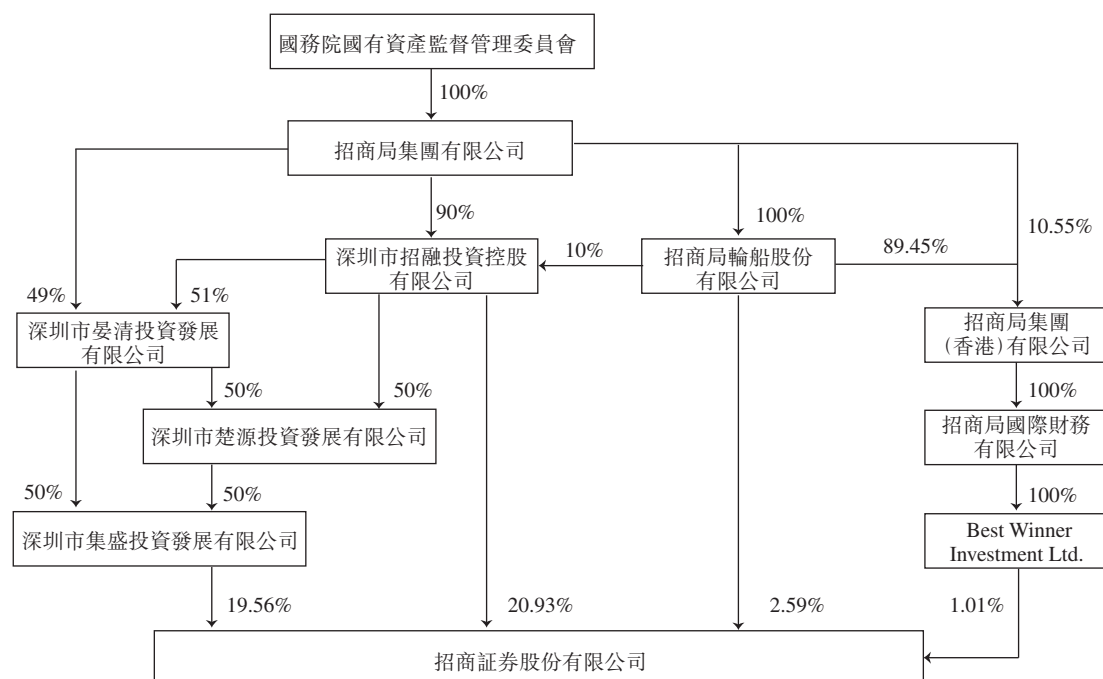 國務院國有資產監督管理委員會
100%
招商局集團有限公司
90%
100%
10.55%
深圳市招融投資控股
有限公司
10%
招商局輪船股份
有限公司
89.45%
49%
51%
深圳市晏清投資發展
有限公司
招商局集團
(香港)有限公司
50%
50%
100%
深圳市楚源投資發展有限公司
招商局國際財務
有限公司
50%
50%
100%
深圳市集盛投資發展有限公司
Best Winner
Investment Ltd.
19.56%
20.93%
2.59%
1.01%
招商証券股份有限公司